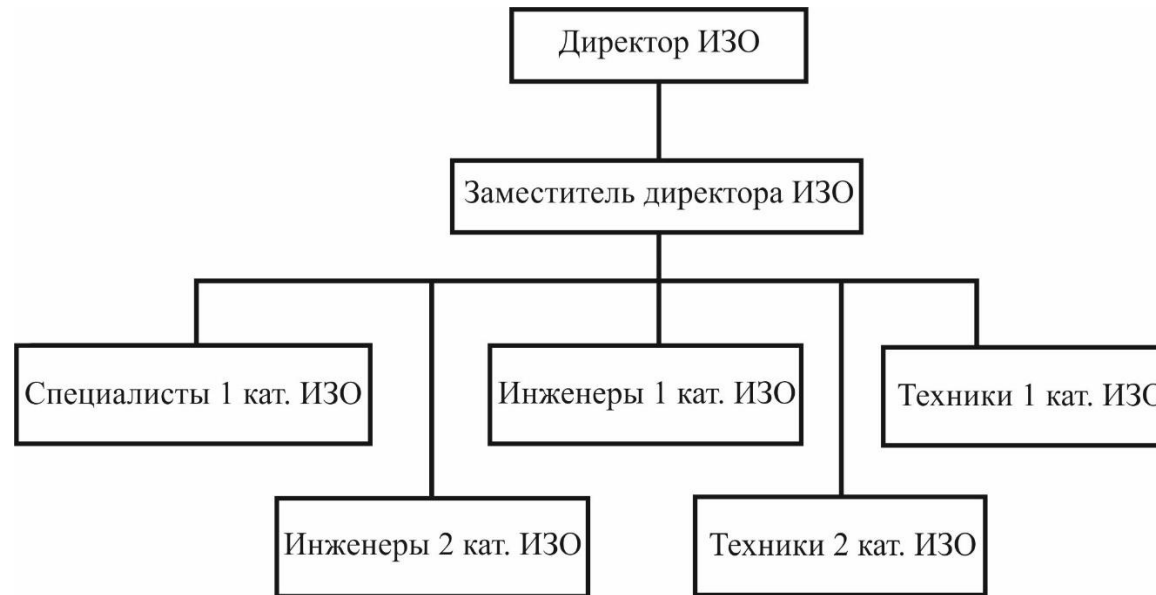 Директор ИЗО
Заместитель директора ИЗО
Специалисты 1 кат. ИЗО
Инженеры 1 кат. ИЗО
Техники 1 кат. ИЗО
Инженеры 2 кат. ИЗО
Техники 2 кат. ИЗО